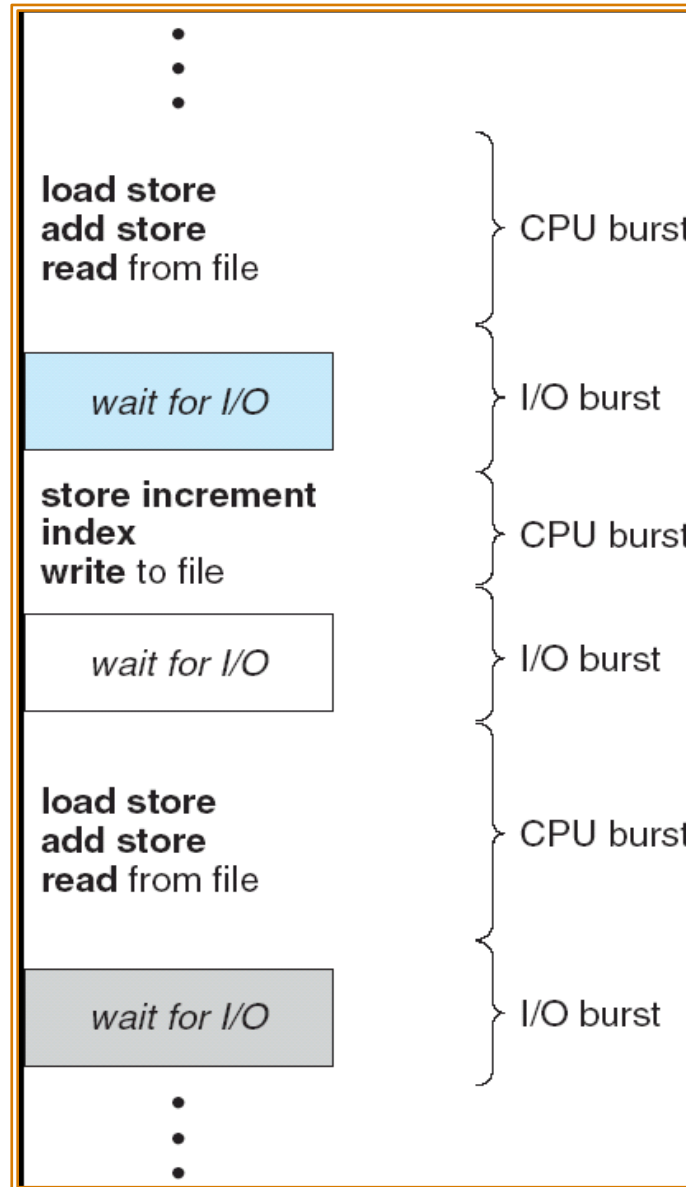 load store
add store
read from file
CPU burst
wait for I/O
I/O burst
store increment
index
write to file
CPU burst
wait for I/O
I/O burst
load store
add store
read from file
CPU burst
wait for I/O
I/O burst